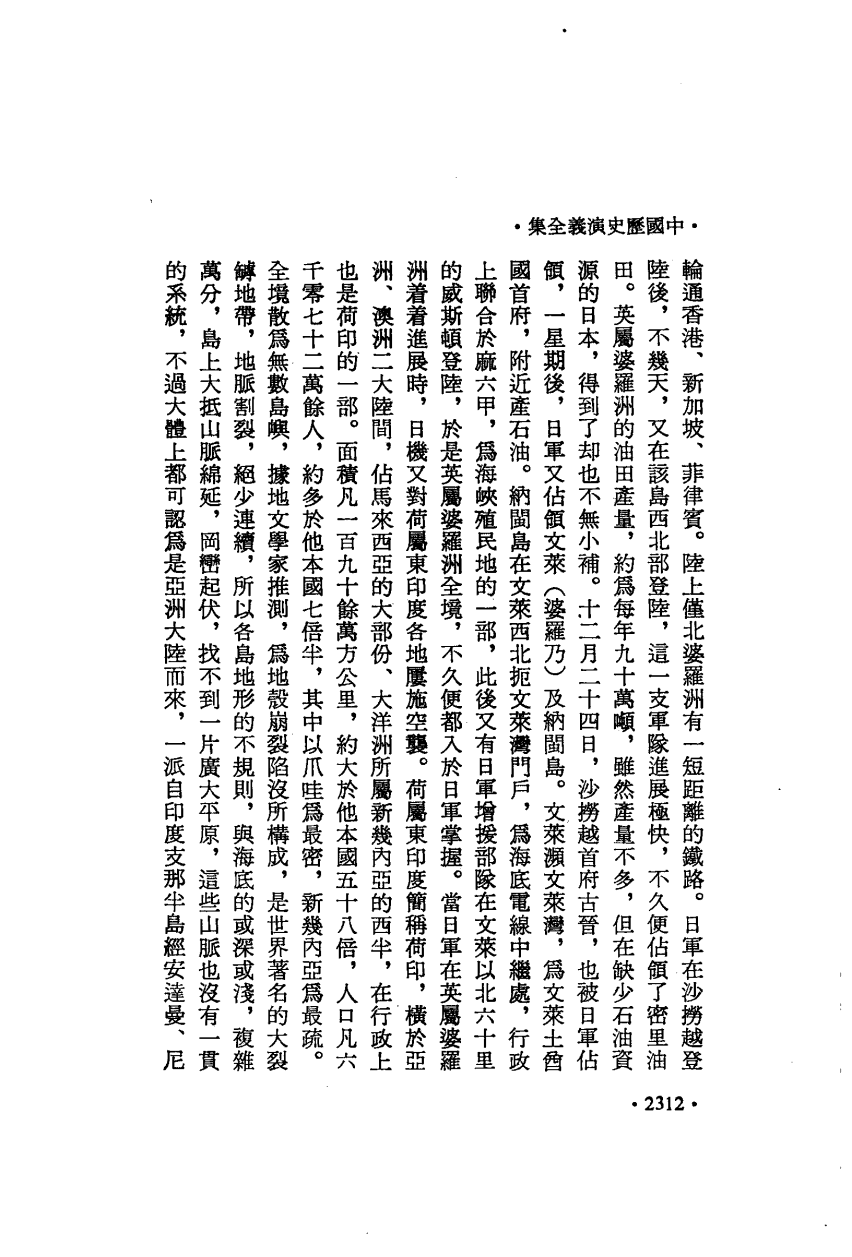 •中國歷史演義全集•
輪通香港、新加坡、菲律賓。陸上僅北婆羅洲有一短距離的鐵路。日軍在沙撈越登
陸後，不幾天，又在該島西北部登陸，這一支軍隊進展極快，不久便佔領了密里油
田。英屬婆羅洲的油田產量，約爲每年九十萬噸，雖然產量不多，但在缺少石油資
源的日本，得到了却也不無小補。十二月二十四日，沙撈越首府古晉，也被日軍佔
領，一星期後，日軍又佔領文萊（婆羅乃）及納閩島。文萊瀕文萊灣，爲文萊土酋
國首府，附近產石油。納閩島在文萊西北扼文萊灣門戶，爲海底電線中繼處，行政
上聯合於麻六甲，爲海峽殖民地的一部，此後又有日軍增援部隊在文萊以北六十里
的威斯頓登陸，於是英屬婆羅洲全境，不久便都入於日軍掌握。當日軍在英屬婆羅
洲着着進展時，日機又對荷屬東印度各地屢施空襲。荷屬東印度簡稱荷印，橫於亞
洲、澳洲二大陸間，佔馬來西亞的大部份、大洋洲所屬新幾內亞的西半，在行政上
也是荷印的一部。面積凡一百九十餘萬方公里，約大於他本國五十八倍，人口凡六
千零七十二萬餘人，約多於他本國七倍半，其中以爪哇爲最密，新幾內亞爲最疏。
全境散爲無數島嶼，據地文學家推測，爲地殼崩裂陷沒所構成，是世界著名的大裂
罅地帶，地脈割裂，絕少連續，所以各島地形的不規則，與海底的或深或淺，複雜
萬分，島上大抵山脈綿延，岡巒起伏，找不到一片廣大平原，這些山脈也沒有一貫
的系統，不過大體上都可認爲是亞洲大陸而來，一派自印度支那半島經安達曼、尼
•2312•